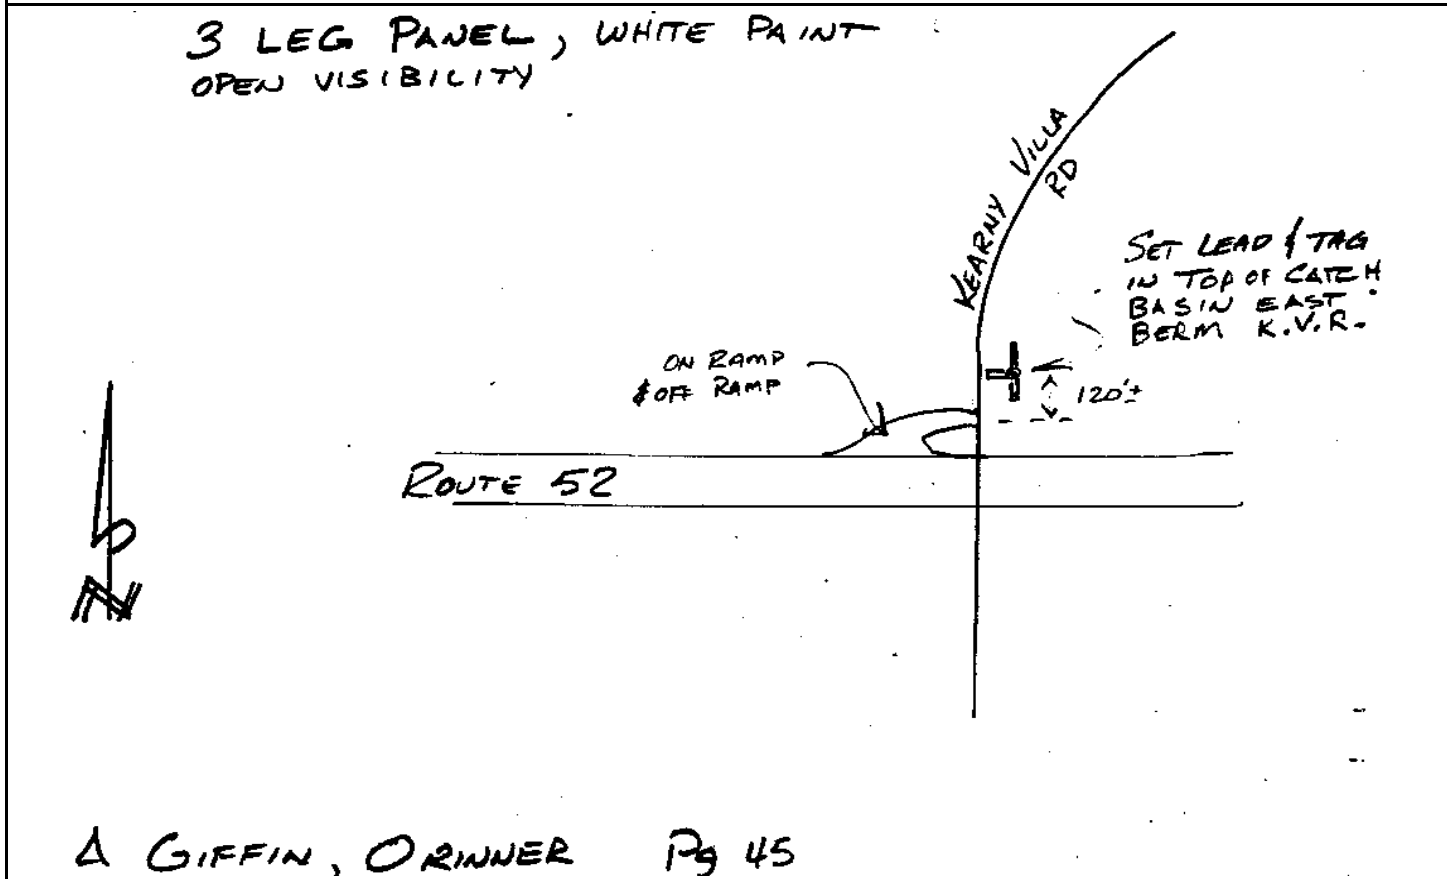 3 LEG PANEL, WHITE PAINT
OPEN VISIBILITY
KEARNY VILLA
RD
SET LEAD & TAG
IN TOP OF CATCH
BASIN EAST
BERM K.V.R.
ON RAMP
& OFF RAMP
120'±
ROUTE 52
N
Δ GIFFIN, O RINNER Pg 45